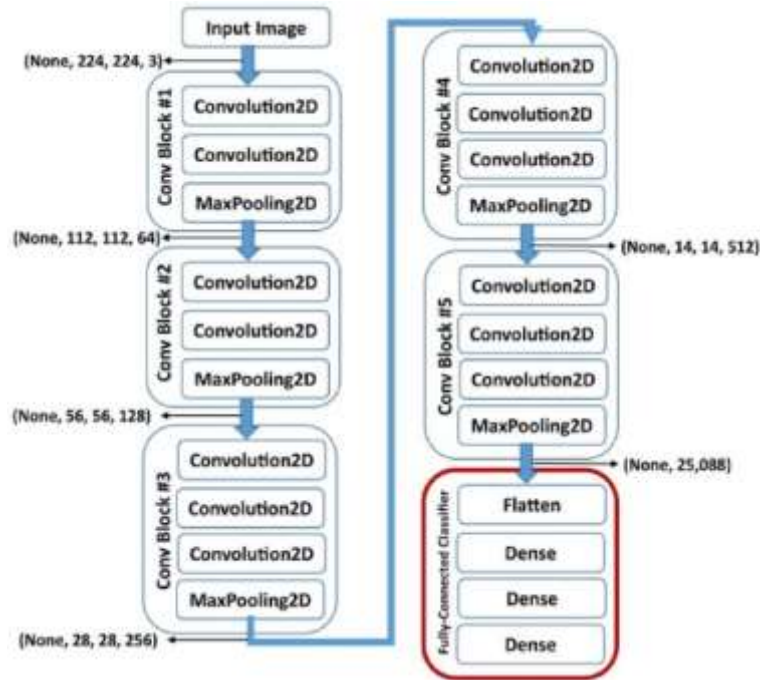 Input Image
(None, 224, 224, 3)
Conv Block #1
Convolution2D
Convolution2D
MaxPooling2D
(None, 112, 112, 64)
Conv Block #2
Convolution2D
Convolution2D
MaxPooling2D
(None, 56, 56, 128)
Conv Block #3
Convolution2D
Convolution2D
Convolution2D
MaxPooling2D
(None, 28, 28, 256)
Conv Block #4
Convolution2D
Convolution2D
Convolution2D
MaxPooling2D
(None, 14, 14, 512)
Conv Block #5
Convolution2D
Convolution2D
Convolution2D
MaxPooling2D
(None, 25,088)
Fully-Connected Classifier
Flatten
Dense
Dense
Dense